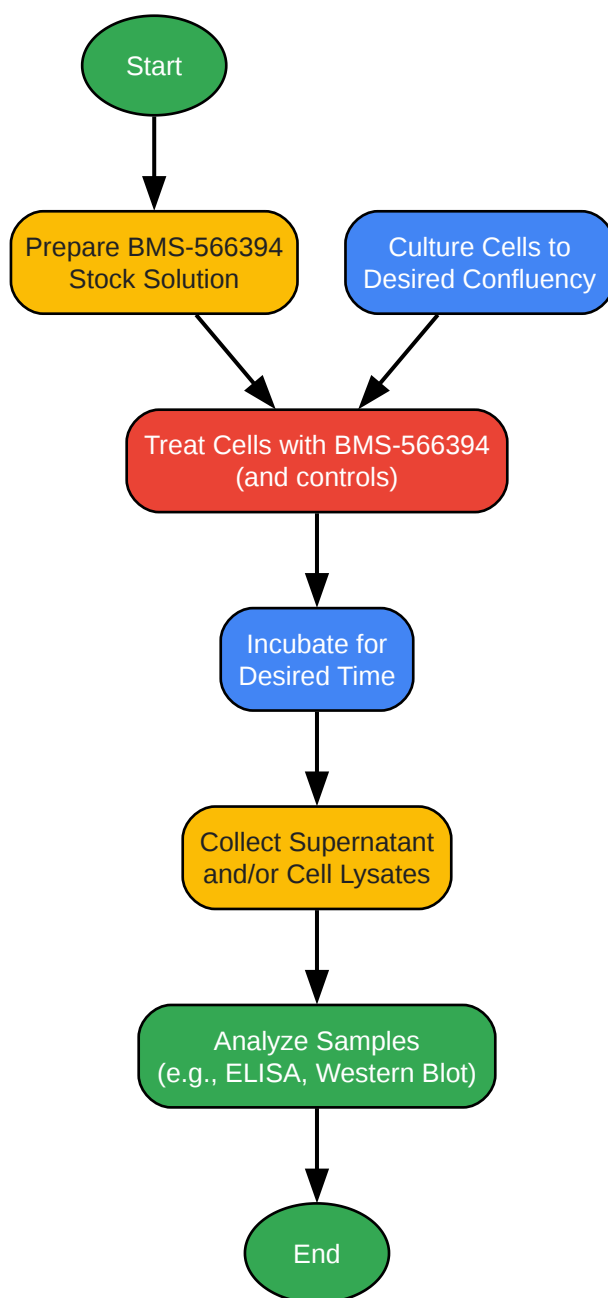 Start
Prepare BMS-566394
Stock Solution
Culture Cells to
Desired Confluency
Treat Cells with BMS-566394
(and controls)
Incubate for
Desired Time
Collect Supernatant
and/or Cell Lysates
Analyze Samples
(e.g., ELISA, Western Blot)
End